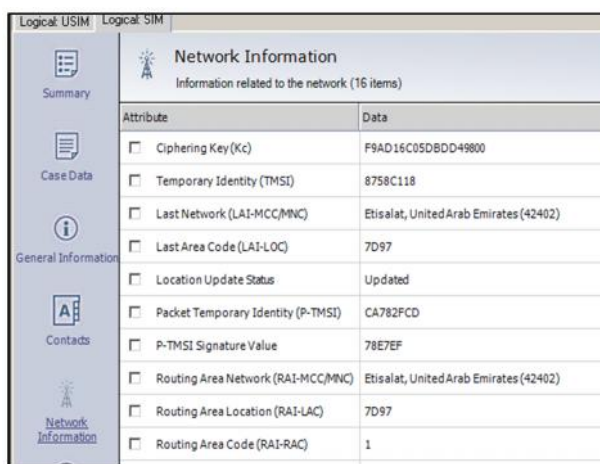 Logical: USIM
Logical: SIM
Summary
Case Data
General Information
Contacts
Network
Information
Network Information
Information related to the network (16 items)
Attribute Data
Ciphering Key (Kc) F9AD16C05DBDD49800
Temporary Identity (TMSI) 8758C118
Last Network (LAI-MCC/MNC) Etisalat, United Arab Emirates (42402)
Last Area Code (LAI-LOC) 7D97
Location Update Status Updated
Packet Temporary Identity (P-TMSI) CA782FCD
P-TMSI Signature Value 78E7EF
Routing Area Network (RAI-MCC/MNC) Etisalat, United Arab Emirates (42402)
Routing Area Location (RAI-LAC) 7D97
Routing Area Code (RAI-RAC) 1